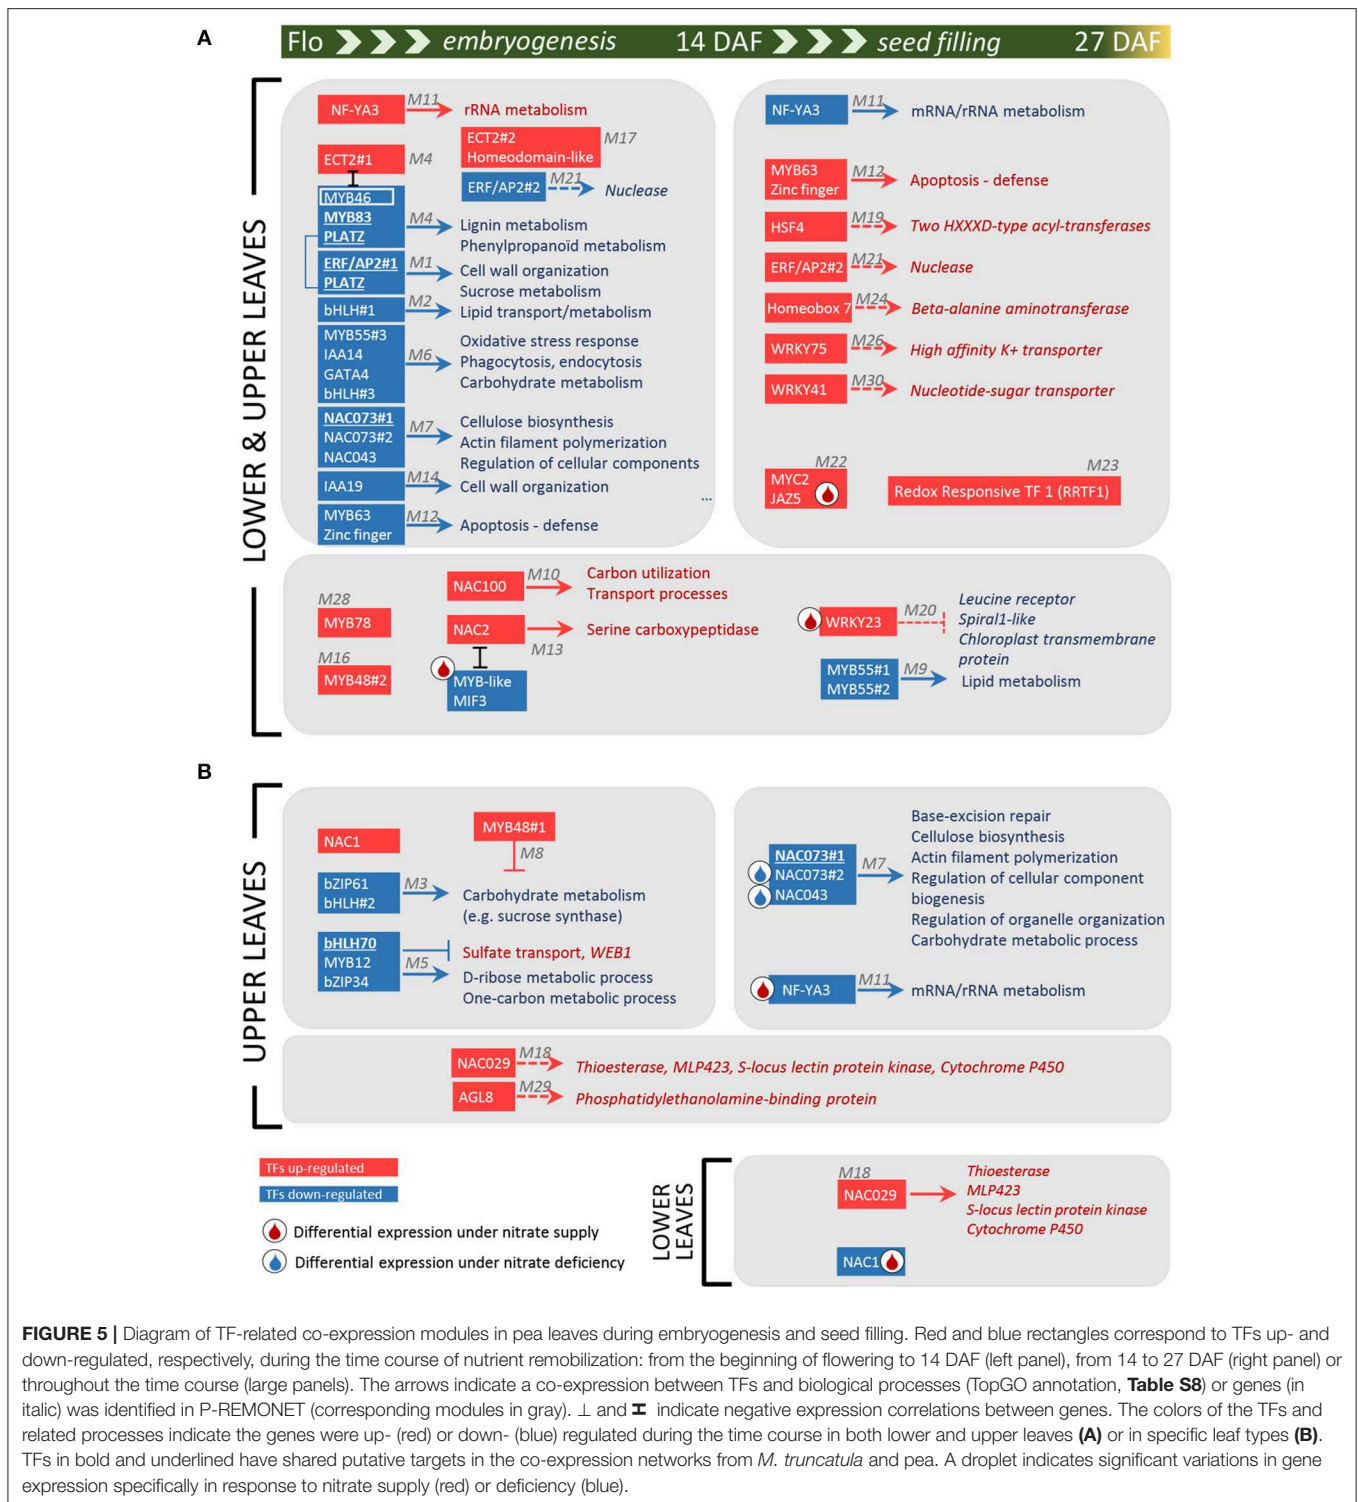 A
Flo embryogenesis 14 DAF seed filling 27 DAF
LOWER & UPPER LEAVES
NF-YA3 M11 rRNA metabolism
ECT2#2 M17
Homeodomain-like
ECT2#1 M4
ERF/AP2#2 M21 Nuclease
MYB46
MYB83 M4 Lignin metabolism
PLATZ Phenylpropanoïd metabolism
ERF/AP2#1 M1 Cell wall organization
PLATZ Sucrose metabolism
bHLH#1 M2 Lipid transport/metabolism
MYB55#3 Oxidative stress response
IAA14 M6 Phagocytosis, endocytosis
GATA4 Carbohydrate metabolism
bHLH#3
NAC073#1 M7 Cellulose biosynthesis
NAC073#2 Actin filament polymerization
NAC043 Regulation of cellular components
IAA19 M14 Cell wall organization
...
MYB63 M12 Apoptosis - defense
Zinc finger
NF-YA3 M11 mRNA/rRNA metabolism
MYB63 M12 Apoptosis - defense
Zinc finger
HSF4 M19 Two HXXXD-type acyl-transferases
ERF/AP2#2 M21 Nuclease
Homeobox 7 M24 Beta-alanine aminotransferase
WRKY75 M26 High affinity K+ transporter
WRKY41 M30 Nucleotide-sugar transporter
M22
MYC2
JAZ5
M23
Redox Responsive TF 1 (RRTF1)
M28
MYB78
M16
MYB48#2
NAC100 M10 Carbon utilization
Transport processes
NAC2 Serine carboxypeptidase
M13
MYB-like
MIF3
WRKY23 M20 Leucine receptor
Spiral1-like
Chloroplast transmembrane
protein
MYB55#1 M9 Lipid metabolism
MYB55#2
B
UPPER LEAVES
NAC1
MYB48#1
M8
bZIP61 M3 Carbohydrate metabolism
bHLH#2 (e.g. sucrose synthase)
bHLH70 Sulfate transport, WEB1
MYB12 M5 D-ribose metabolic process
bZIP34 One-carbon metabolic process
Base-excision repair
Cellulose biosynthesis
NAC073#1 M7 Actin filament polymerization
NAC073#2 Regulation of cellular component
NAC043 biogenesis
Regulation of organelle organization
Carbohydrate metabolic process
NF-YA3 M11 mRNA/rRNA metabolism
NAC029 M18 Thioesterase, MLP423, S-locus lectin protein kinase, Cytochrome P450
AGL8 M29 Phosphatidylethanolamine-binding protein
TFs up-regulated
TFs down-regulated
Differential expression under nitrate supply
Differential expression under nitrate deficiency
LOWER
LEAVES
M18 Thioesterase
NAC029 MLP423
S-locus lectin protein kinase
Cytochrome P450
NAC1
FIGURE 5 | Diagram of TF-related co-expression modules in pea leaves during embryogenesis and seed filling. Red and blue rectangles correspond to TFs up- and
down-regulated, respectively, during the time course of nutrient remobilization: from the beginning of flowering to 14 DAF (left panel), from 14 to 27 DAF (right panel) or
throughout the time course (large panels). The arrows indicate a co-expression between TFs and biological processes (TopGO annotation, Table S8) or genes (in
italic) was identified in P-REMONET (corresponding modules in gray). ⊥ and ⌶ indicate negative expression correlations between genes. The colors of the TFs and
related processes indicate the genes were up- (red) or down- (blue) regulated during the time course in both lower and upper leaves (A) or in specific leaf types (B).
TFs in bold and underlined have shared putative targets in the co-expression networks from M. truncatula and pea. A droplet indicates significant variations in gene
expression specifically in response to nitrate supply (red) or deficiency (blue).